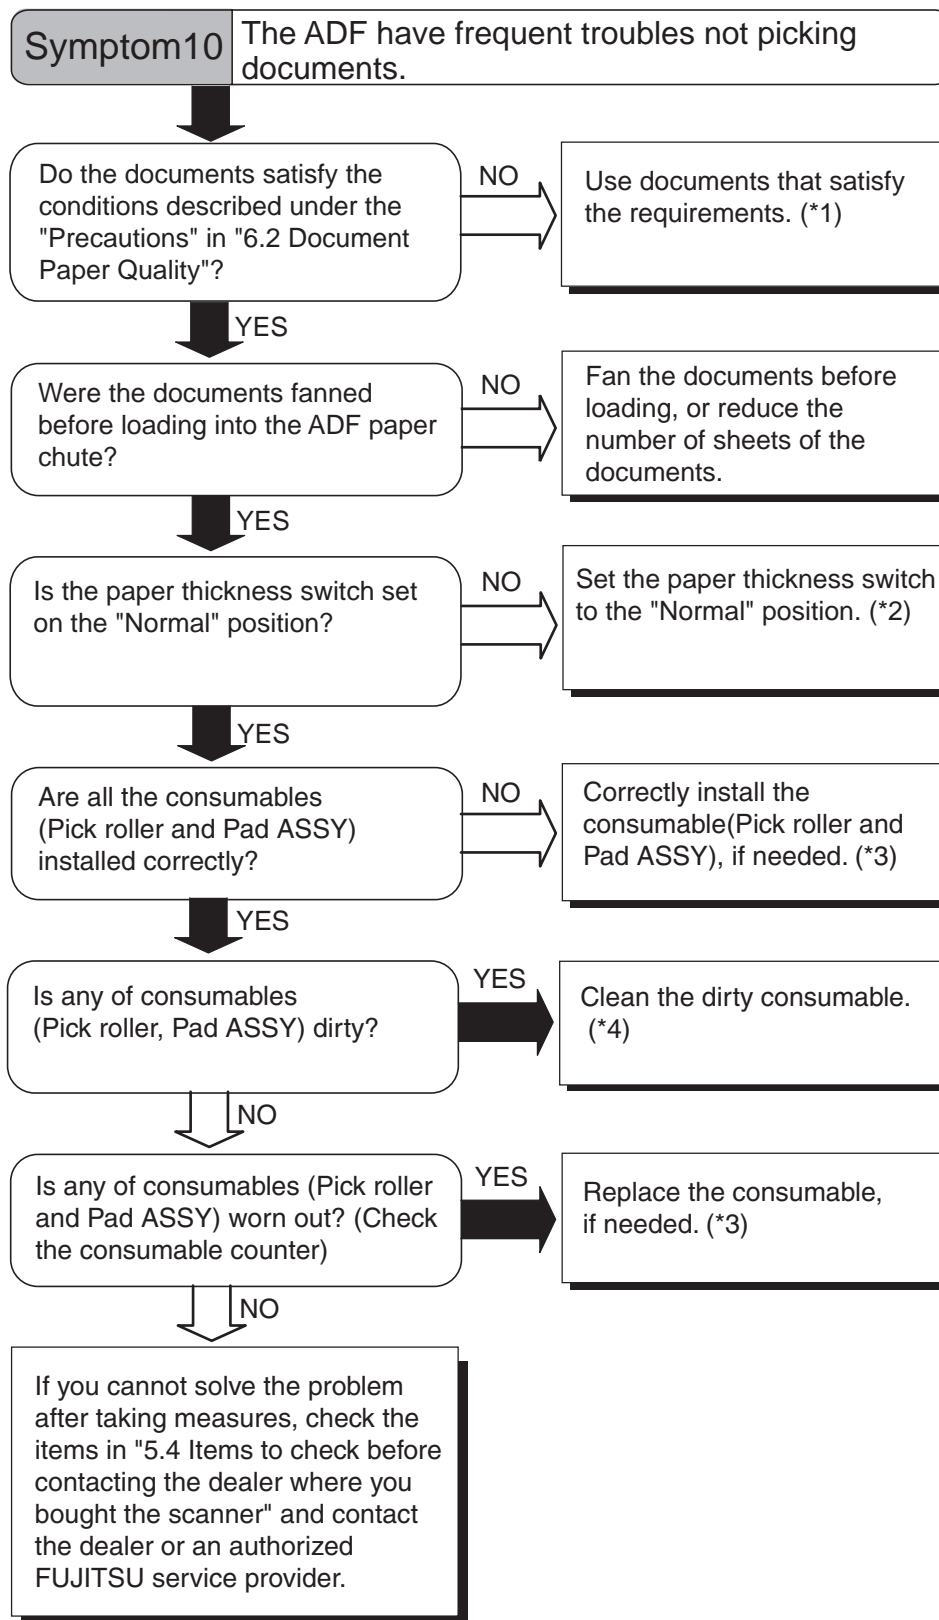 Symptom10
The ADF have frequent troubles not picking
documents.
Do the documents satisfy the
conditions described under the
"Precautions" in "6.2 Document
Paper Quality"?
NO
Use documents that satisfy
the requirements. (*1)
YES
Were the documents fanned
before loading into the ADF paper
chute?
NO
Fan the documents before
loading, or reduce the
number of sheets of the
documents.
YES
Is the paper thickness switch set
on the "Normal" position?
NO
Set the paper thickness switch
to the "Normal" position. (*2)
YES
Are all the consumables
(Pick roller and Pad ASSY)
installed correctly?
NO
Correctly install the
consumable(Pick roller and
Pad ASSY), if needed. (*3)
YES
Is any of consumables
(Pick roller, Pad ASSY) dirty?
YES
Clean the dirty consumable.
(*4)
NO
Is any of consumables (Pick roller
and Pad ASSY) worn out? (Check
the consumable counter)
YES
Replace the consumable,
if needed. (*3)
NO
If you cannot solve the problem
after taking measures, check the
items in "5.4 Items to check before
contacting the dealer where you
bought the scanner" and contact
the dealer or an authorized
FUJITSU service provider.